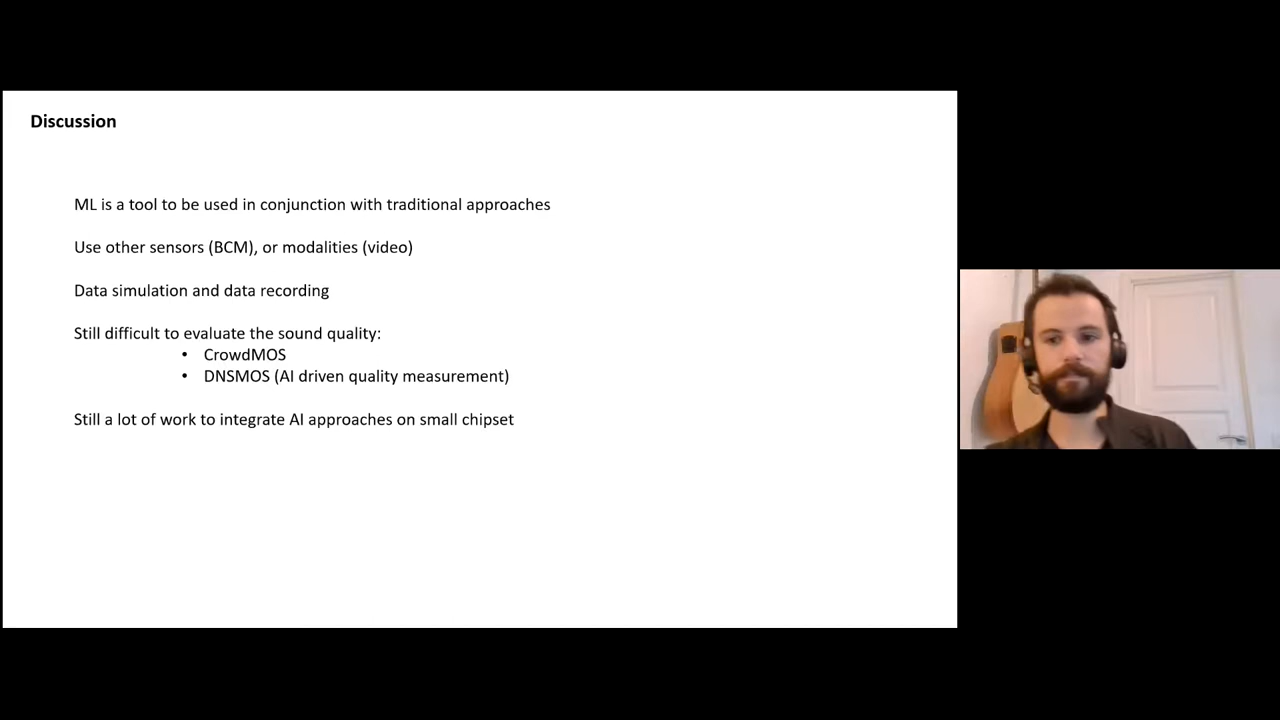 Discussion
ML is a tool to be used in conjunction with traditional approaches
Use other sensors (BCM), or modalities (video)
Data simulation and data recording
Still difficult to evaluate the sound quality:
• CrowdMOS
• DNSMOS (AI driven quality measurement)
Still a lot of work to integrate AI approaches on small chipset